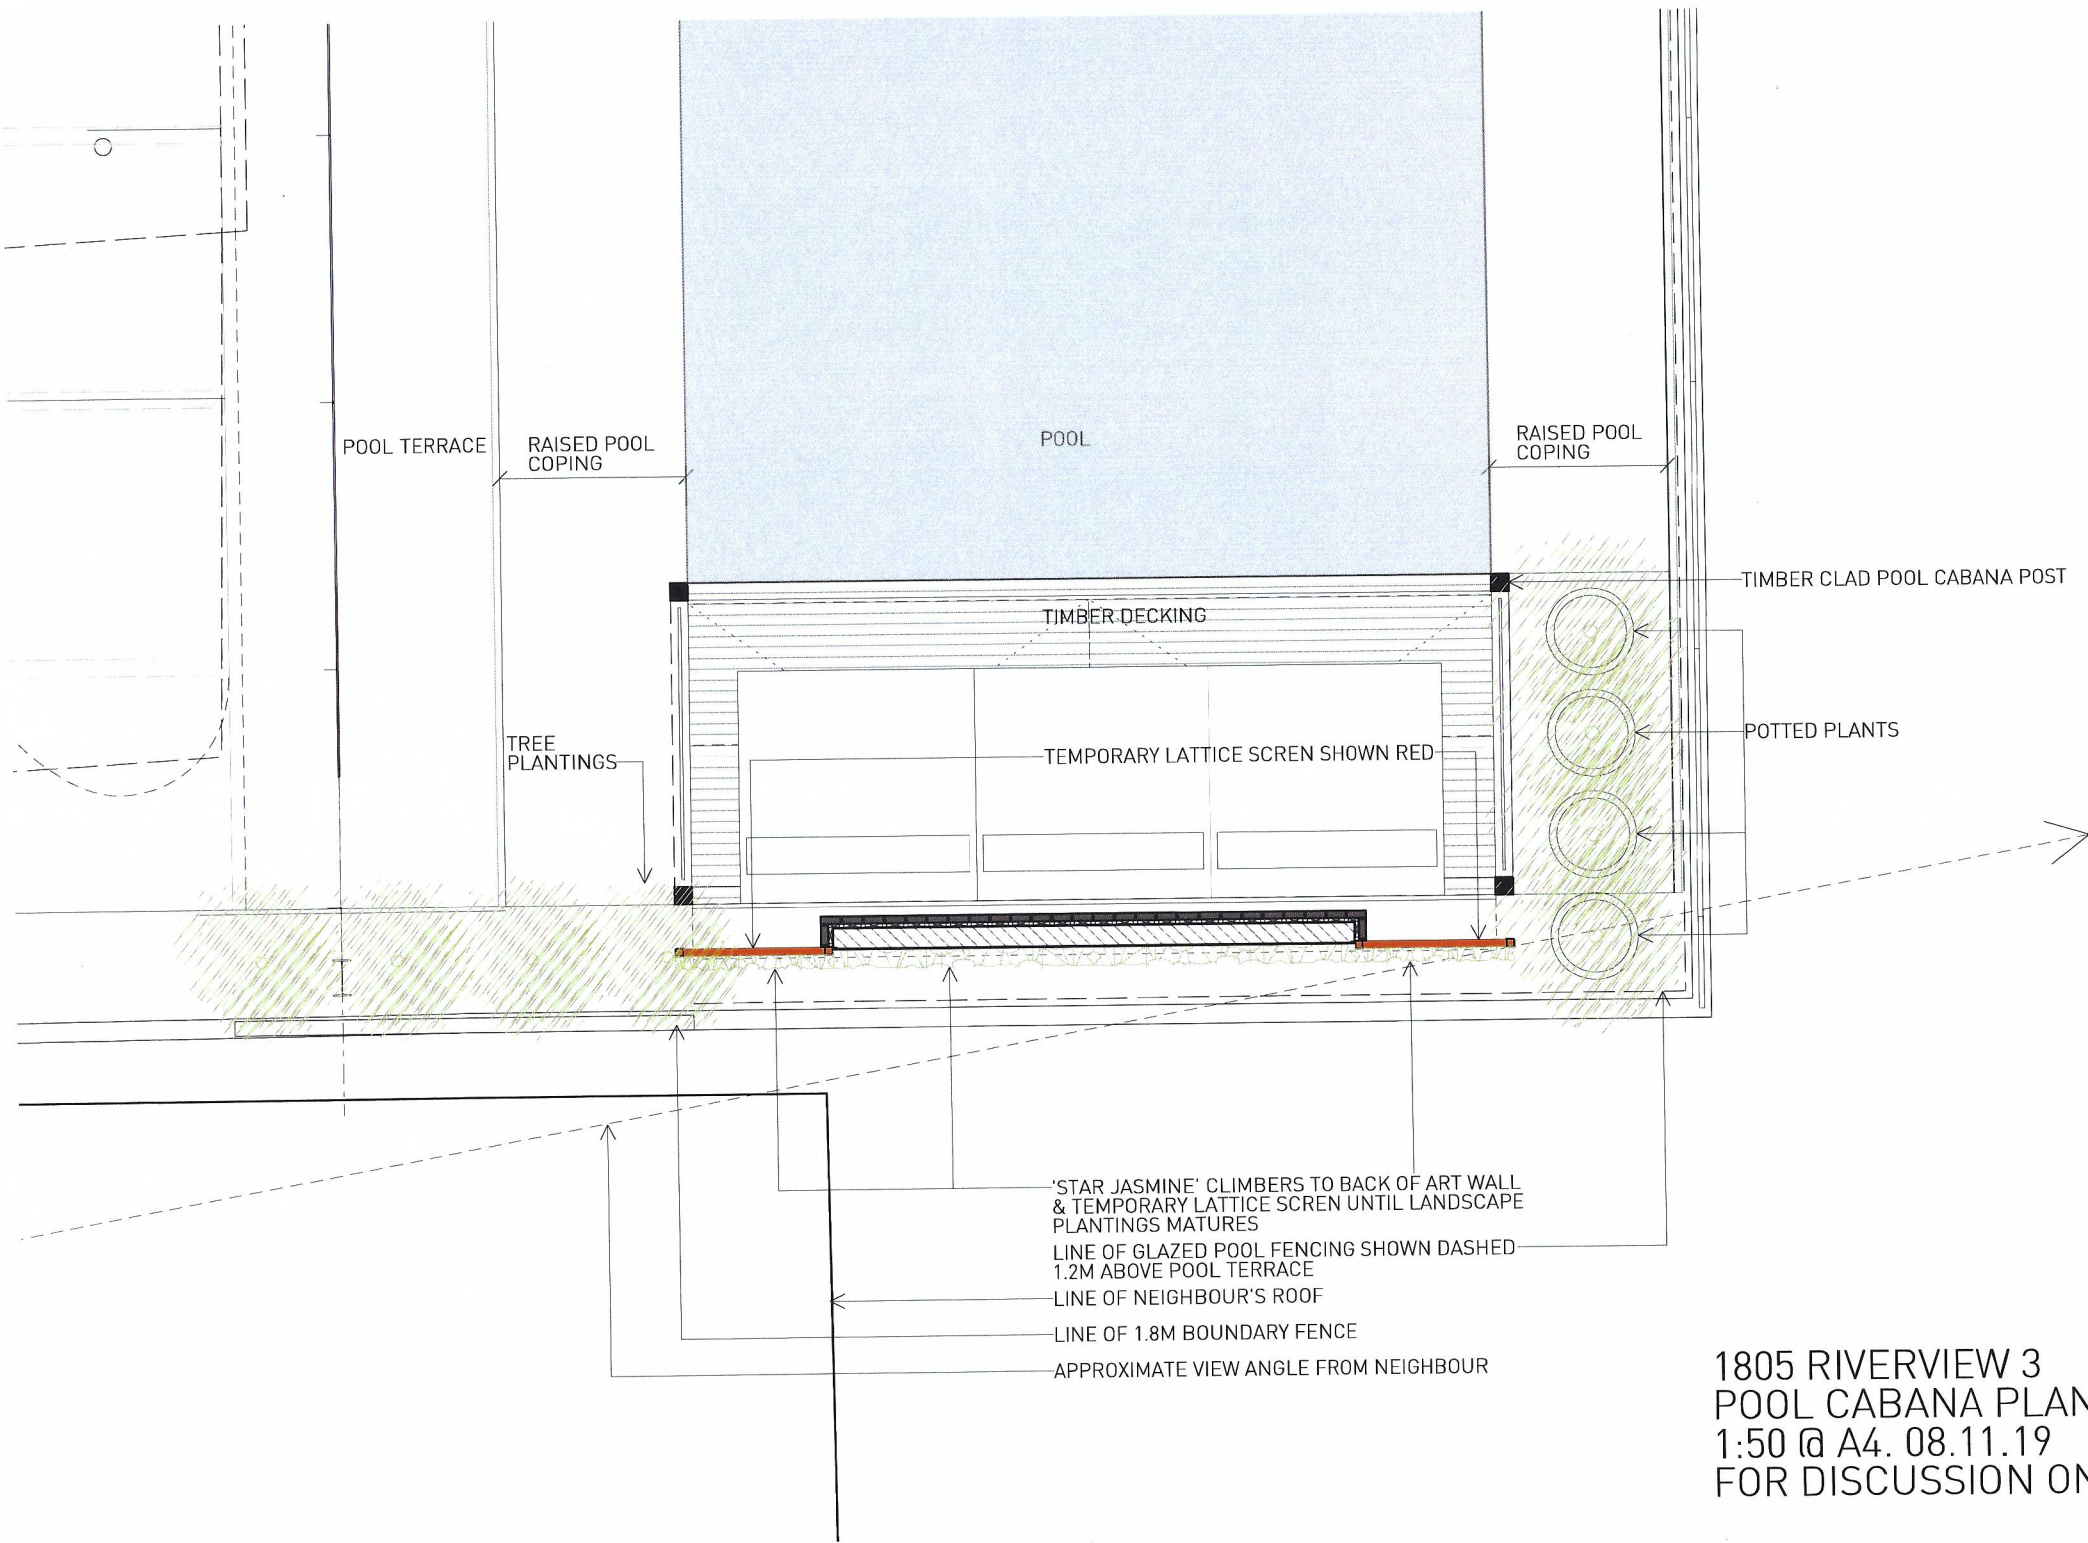 POOL TERRACE
RAISED POOL
COPING
POOL
RAISED POOL
COPING
TIMBER CLAD POOL CABANA POST
TIMBER DECKING
TREE
PLANTINGS
TEMPORARY LATTICE SCREN SHOWN RED
POTTED PLANTS
'STAR JASMINE' CLIMBERS TO BACK OF ART WALL
& TEMPORARY LATTICE SCREN UNTIL LANDSCAPE
PLANTINGS MATURES
LINE OF GLAZED POOL FENCING SHOWN DASHED
1.2M ABOVE POOL TERRACE
LINE OF NEIGHBOUR'S ROOF
LINE OF 1.8M BOUNDARY FENCE
APPROXIMATE VIEW ANGLE FROM NEIGHBOUR
1805 RIVERVIEW 3
POOL CABANA PLAN
1:50 @ A4. 08.11.19
FOR DISCUSSION ON